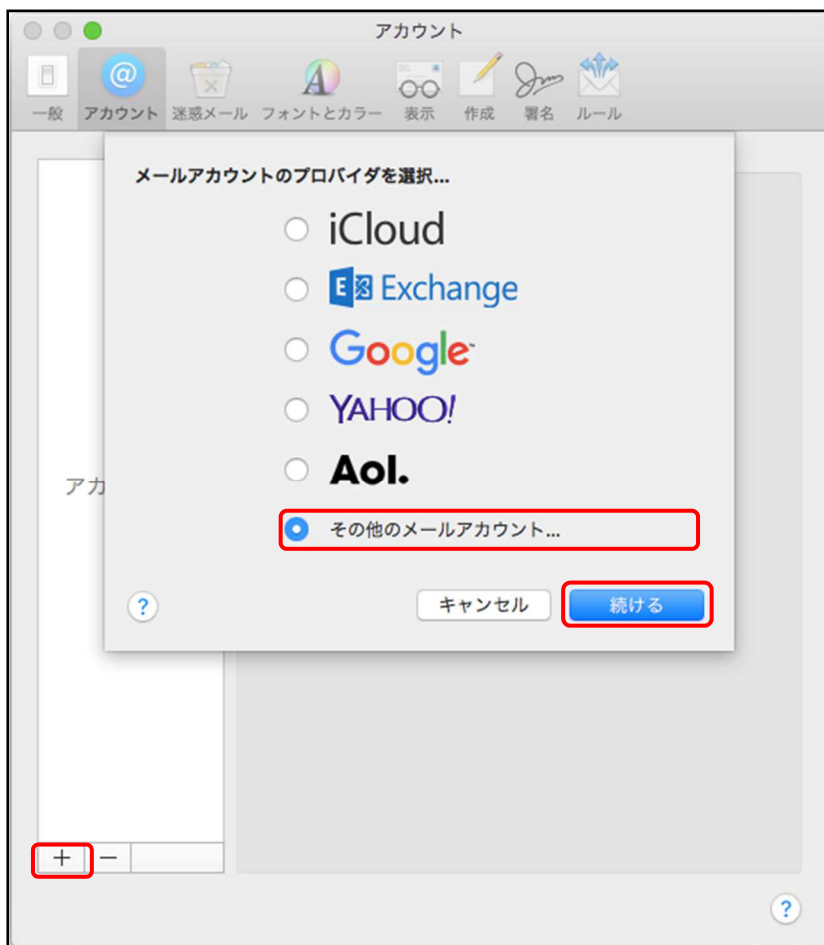 アカウント
一般 アカウント 迷惑メール フォントとカラー 表示 作成 署名 ルール
メールアカウントのプロバイダを選択...
iCloud
Exchange
Google
YAHOO!
Aol.
アカ
その他のメールアカウント...
? キャンセル 続ける
+ −
?